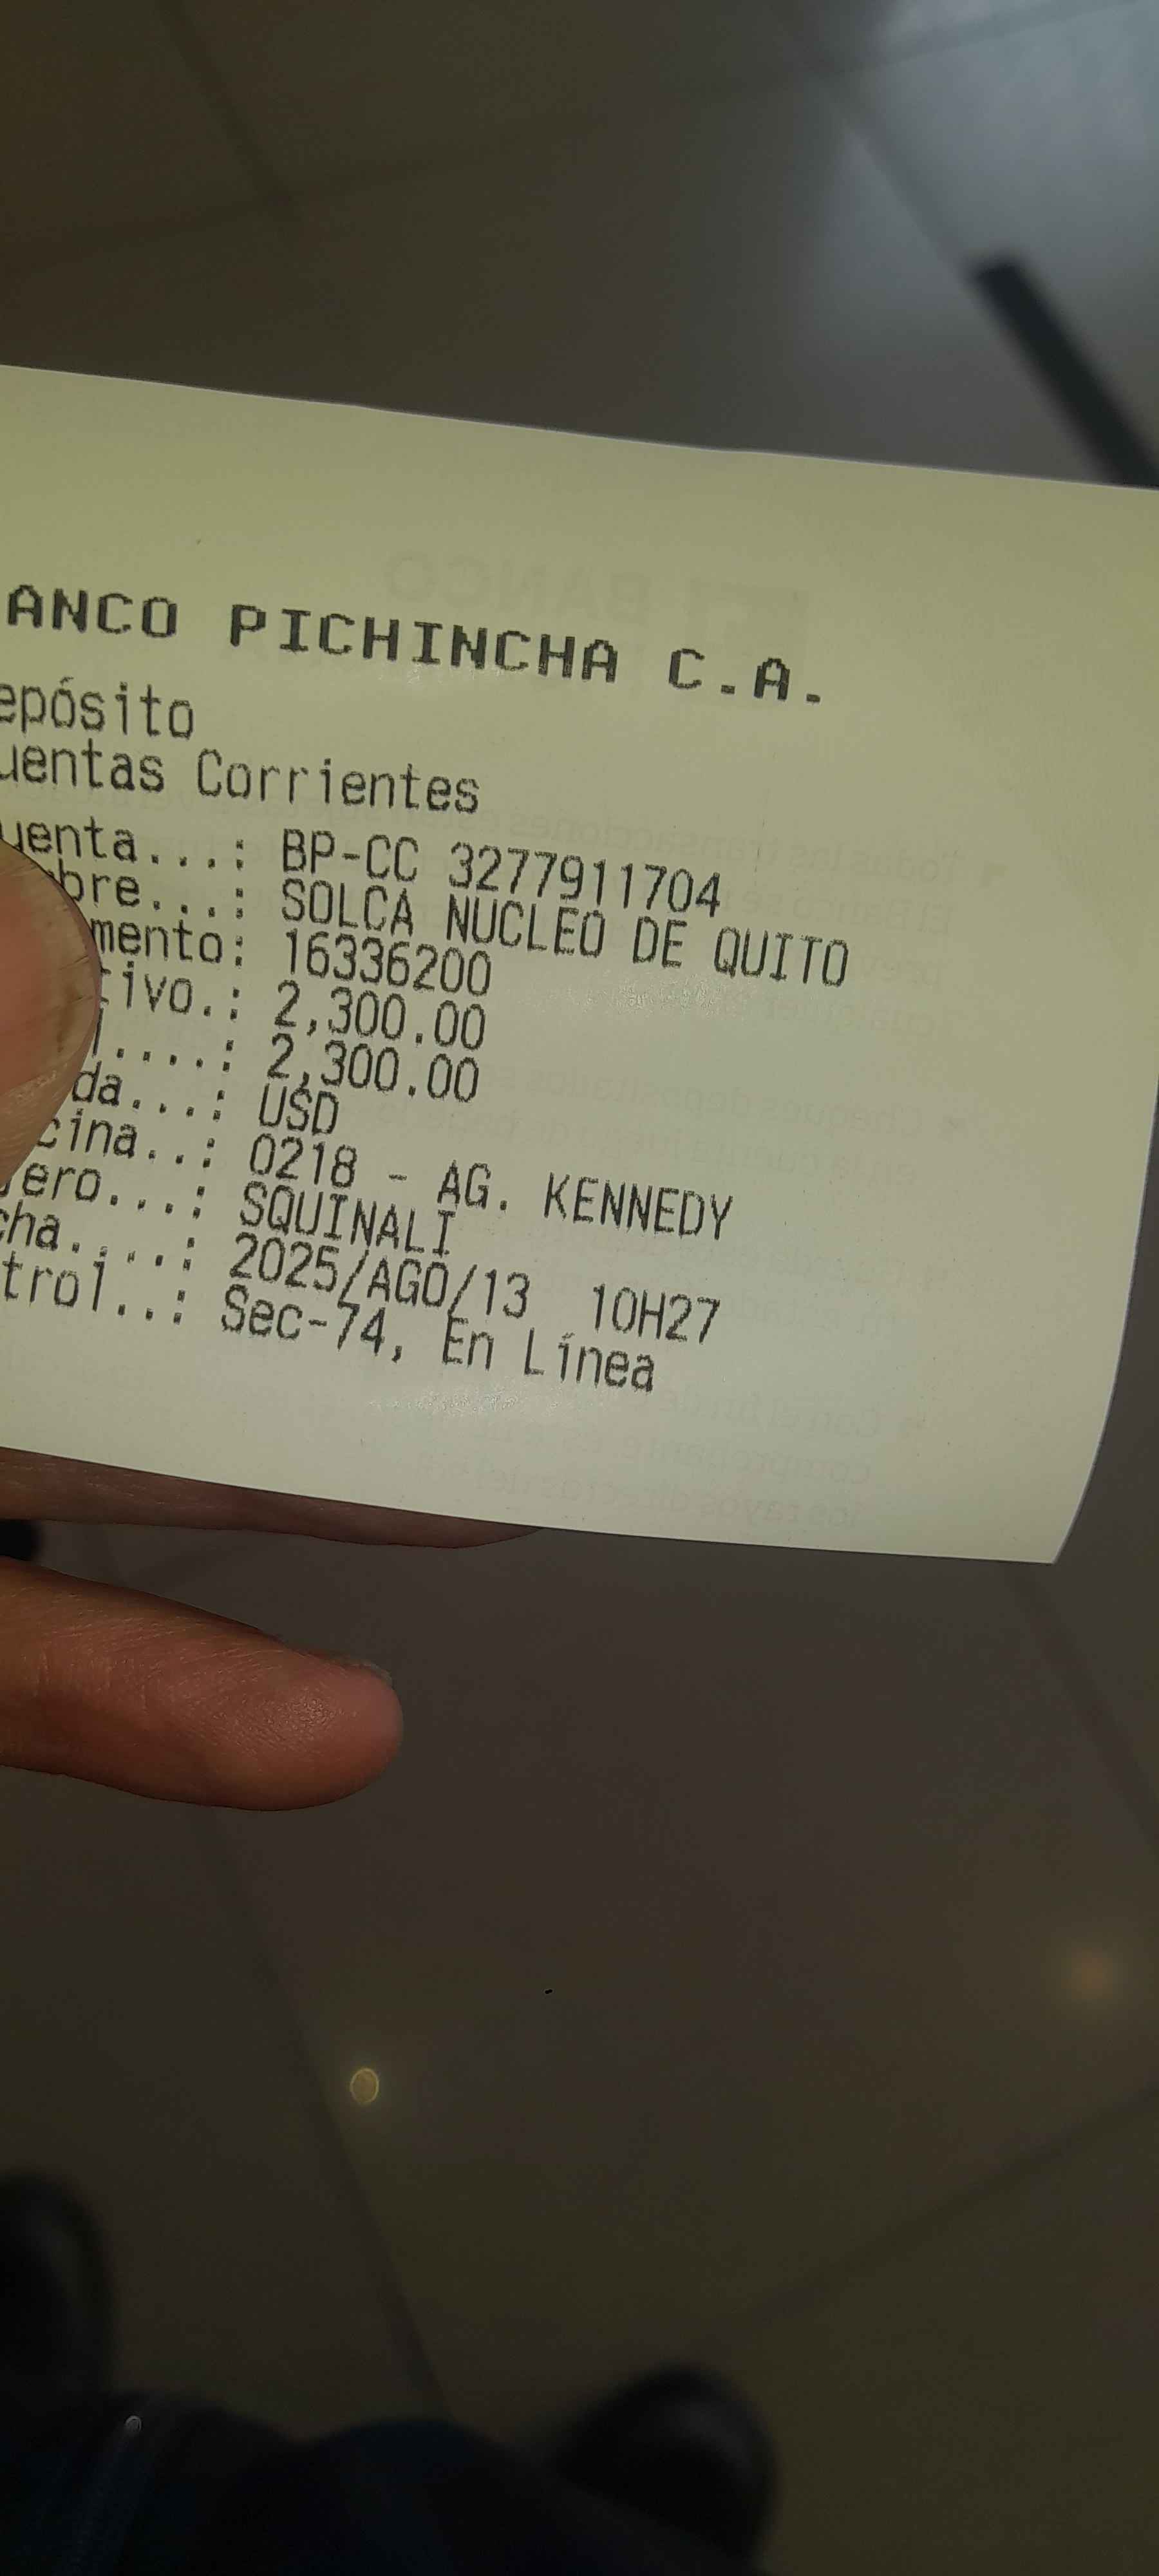 ANCO PICHINCHA C.A.
epósito
uentas Corrientes
uenta...: BP-CC 3277911704
bre...: SOLCA NUCLEO DE QUITO
mento: 16336200
tivo.: 2,300.00
l....: 2,300.00
da...: USD
cina..: 0218 - AG. KENNEDY
ero...: SQUINALI
cha....: 2025/AGO/13 10H27
trol..: Sec-74, En Línea